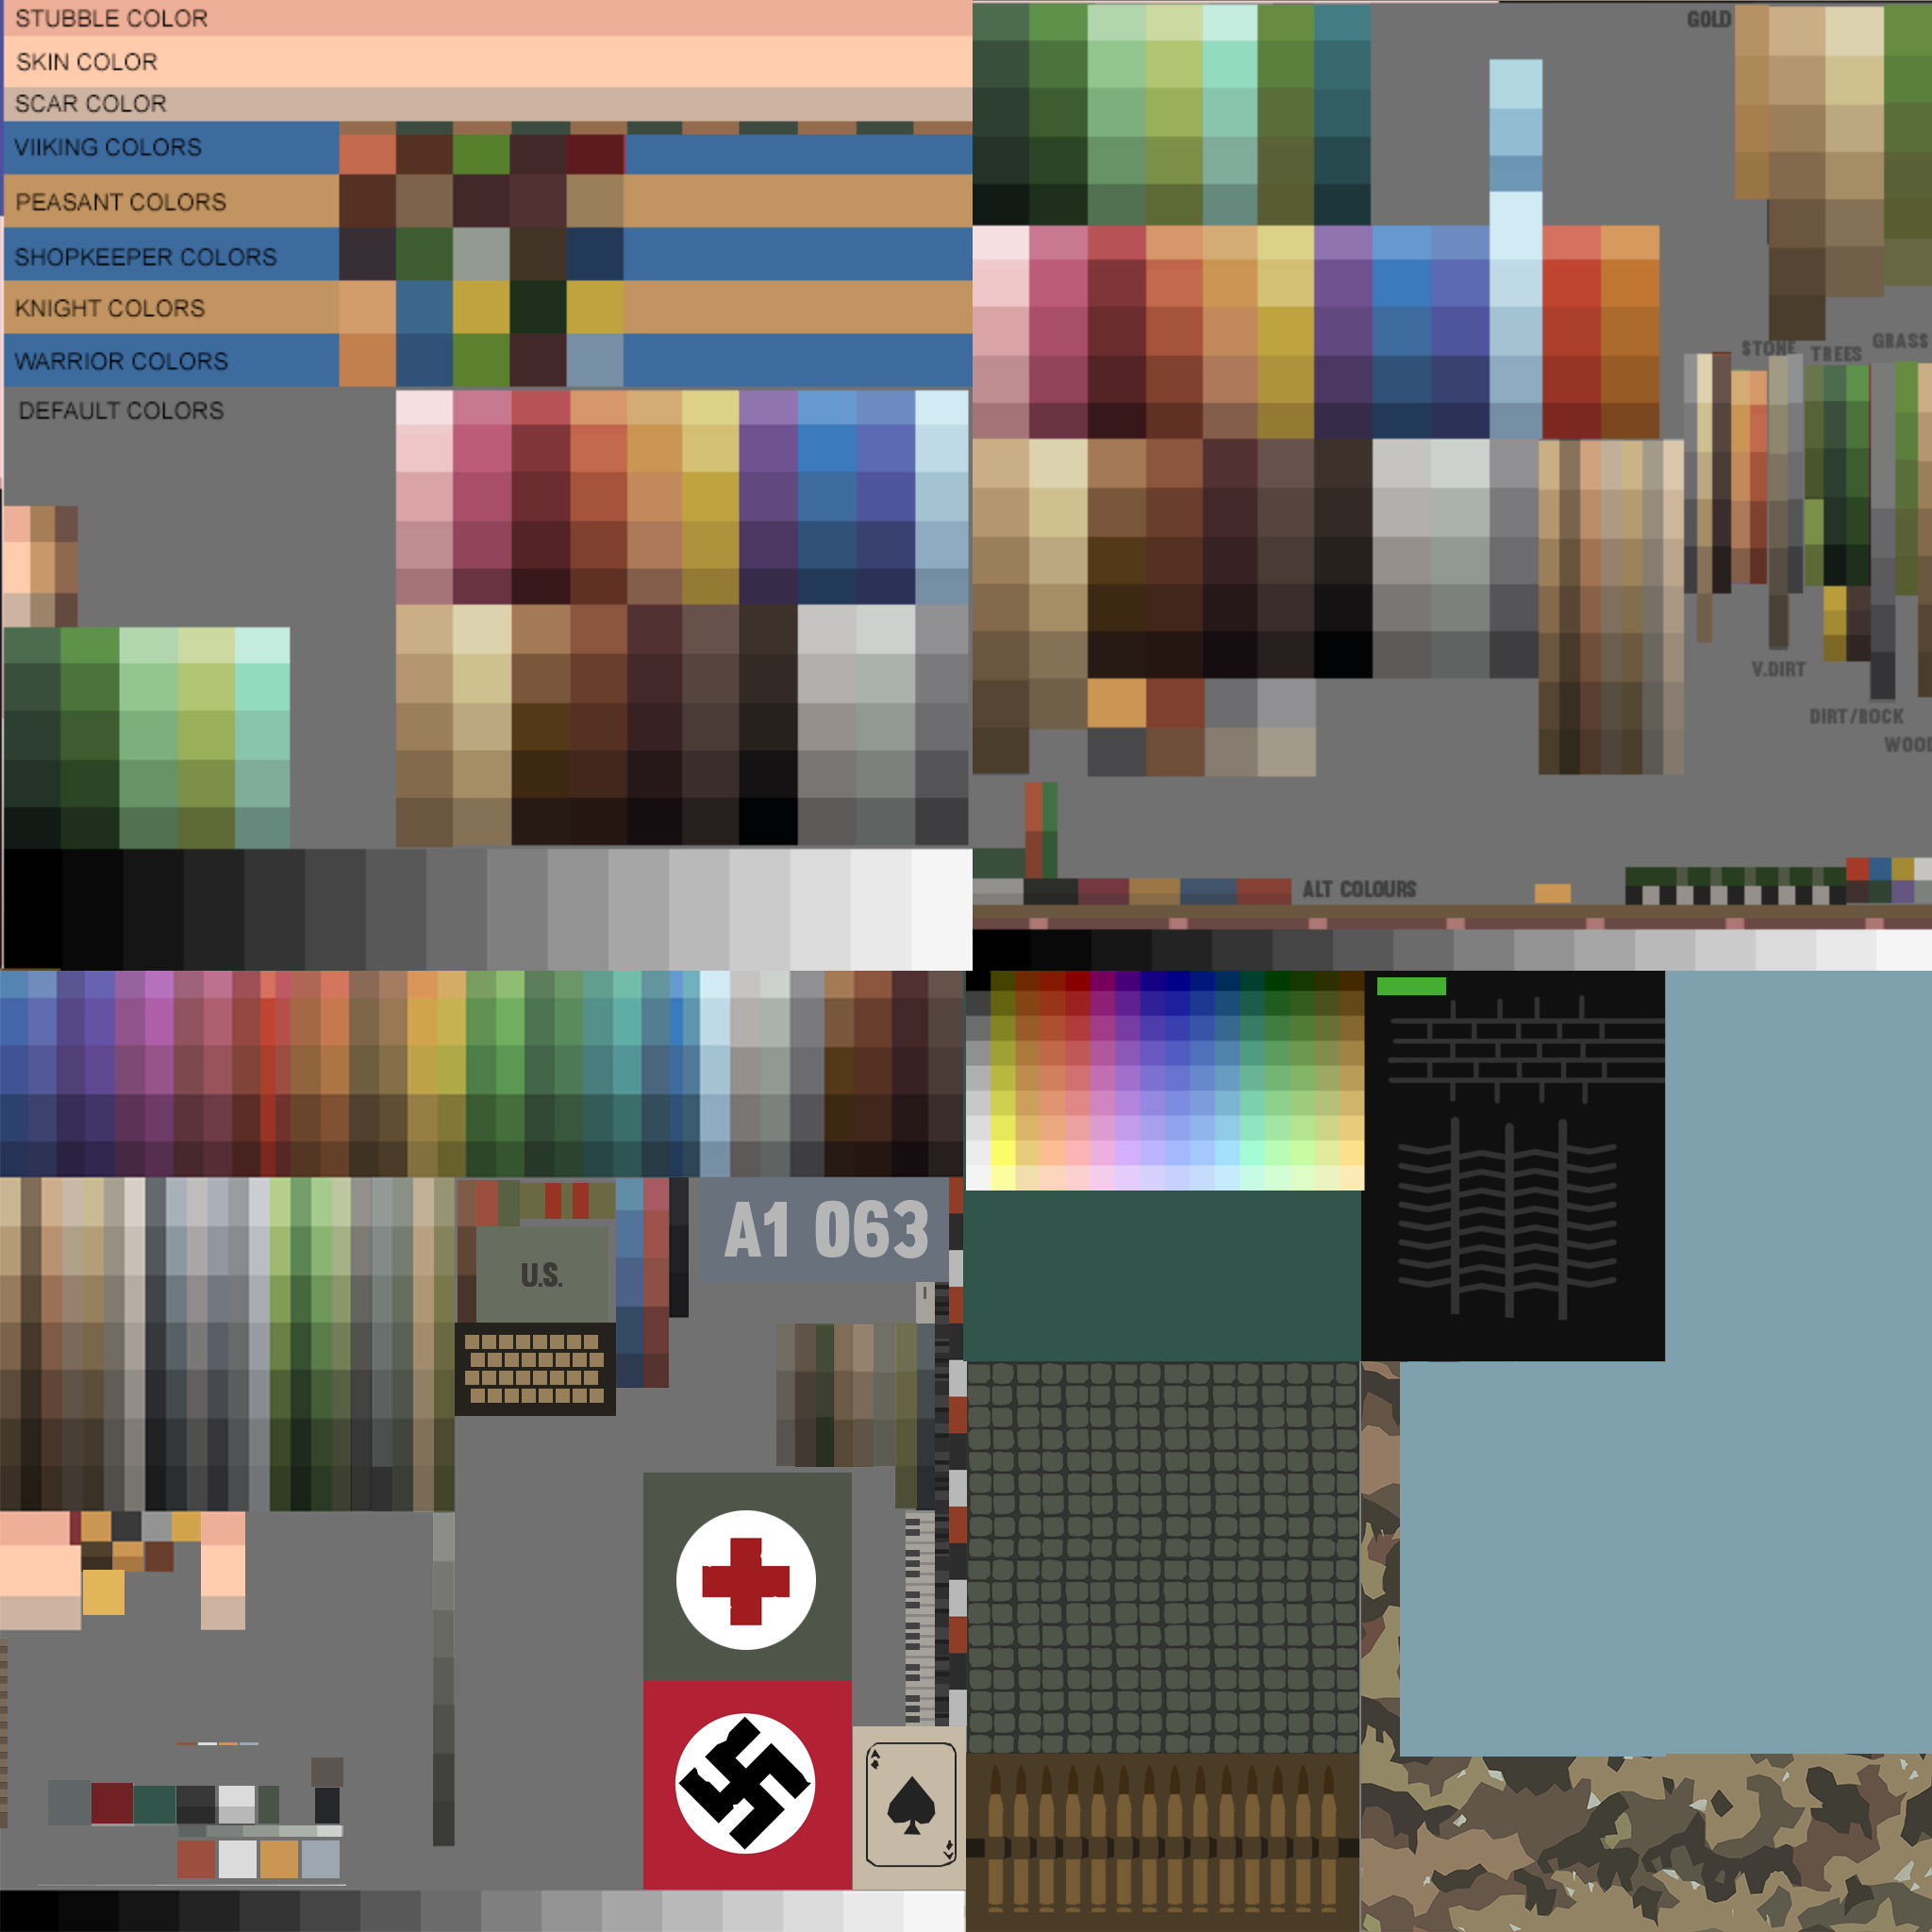 STUBBLE COLOR
SKIN COLOR
SCAR COLOR
VIIKING COLORS
PEASANT COLORS
SHOPKEEPER COLORS
KNIGHT COLORS
WARRIOR COLORS
DEFAULT COLORS
GOLD
STONE
TREES
GRASS
V.DIRT
DIRT/ROCK
WOOD
ALT COLOURS
A1 063
U.S.
A
A